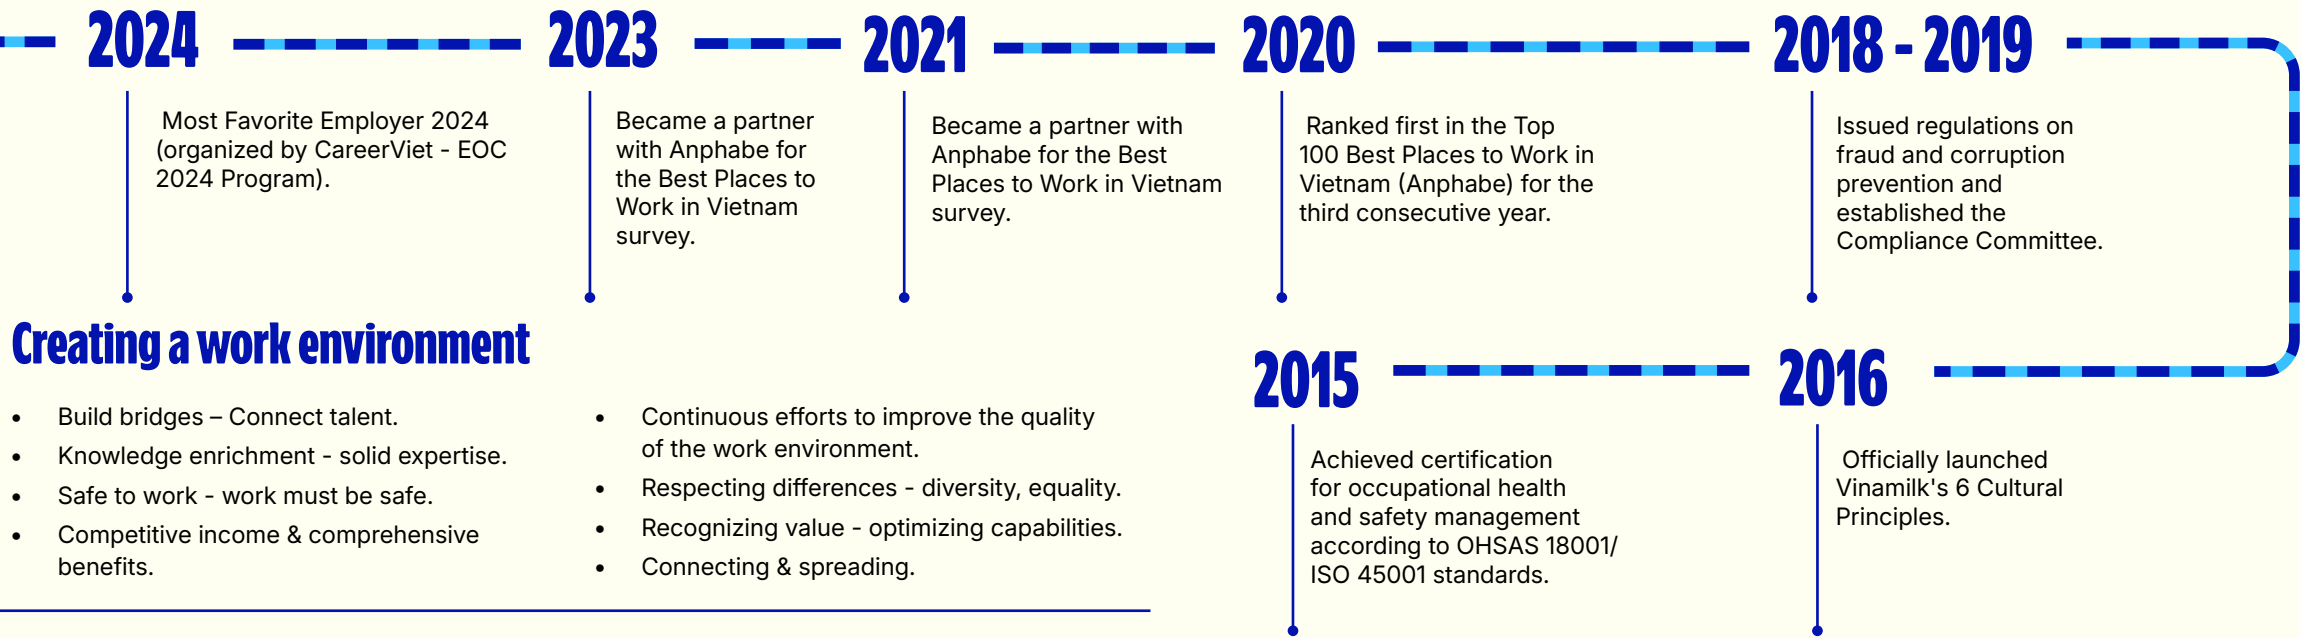 2024
Most Favorite Employer 2024
(organized by CareerViet - EOC
2024 Program).
2023
Became a partner
with Anphabe for
the Best Places to
Work in Vietnam
survey.
2021
Became a partner with
Anphabe for the Best
Places to Work in Vietnam
survey.
2020
Ranked first in the Top
100 Best Places to Work in
Vietnam (Anphabe) for the
third consecutive year.
2018 - 2019
Issued regulations on
fraud and corruption
prevention and
established the
Compliance Committee.
Creating a work environment
• Build bridges – Connect talent.
• Knowledge enrichment - solid expertise.
• Safe to work - work must be safe.
• Competitive income & comprehensive
benefits.
• Continuous efforts to improve the quality
of the work environment.
• Respecting differences - diversity, equality.
• Recognizing value - optimizing capabilities.
• Connecting & spreading.
2015
Achieved certification
for occupational health
and safety management
according to OHSAS 18001/
ISO 45001 standards.
2016
Officially launched
Vinamilk's 6 Cultural
Principles.